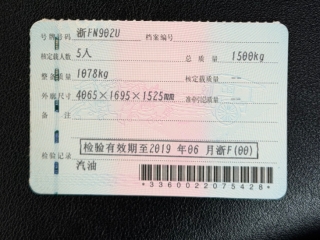 号牌号码 浙FN902U 档案编号
核定载人数 5人 总质量 1500kg
整备质量 1078kg 核定载质量 --
外廓尺寸 4065×1695×1525mm 准牵引总质量 --
备注
检验有效期至2019年06月浙F(00)
检验记录
汽油
*3360022075428*